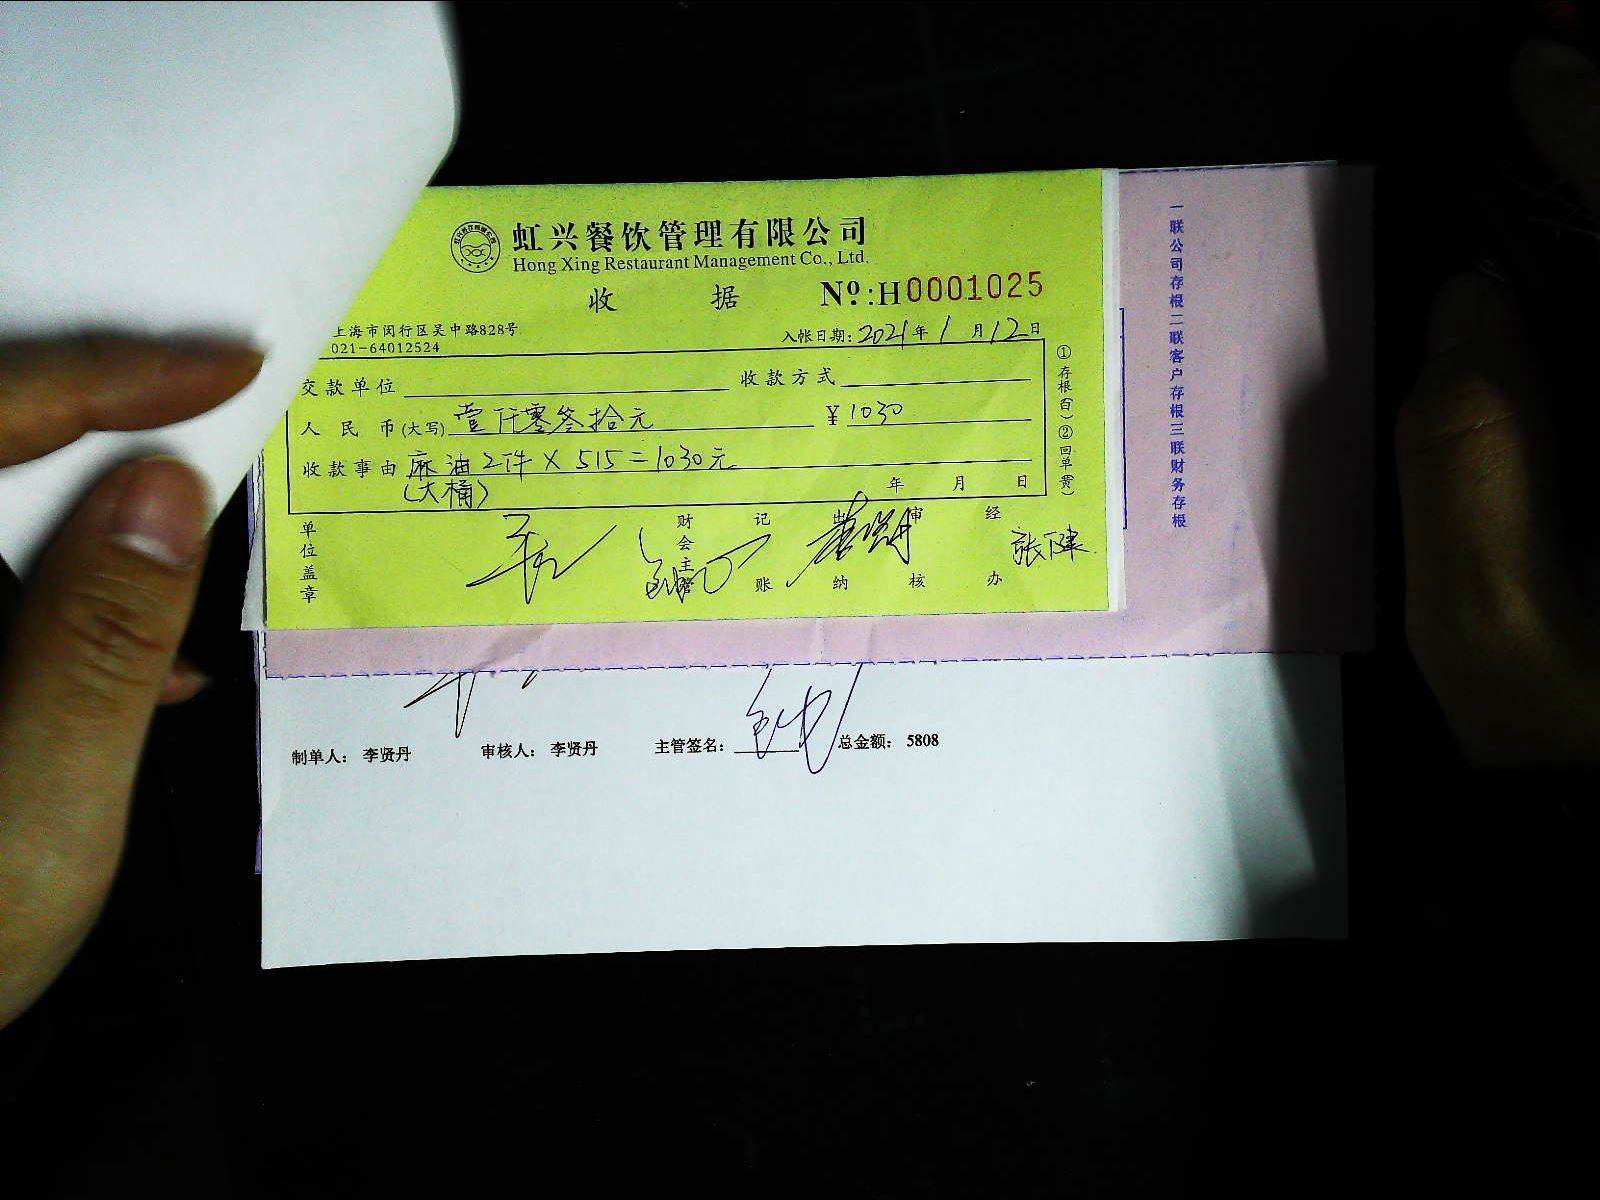 虹兴餐饮管理有限公司
Hong Xing Restaurant Management Co., Ltd.
收 据 Nº:H0001025
上海市闵行区吴中路828号
021-64012524
入帐日期:2021年1月12日
交款单位 收款方式
人民币(大写)壹仟零叁拾元 ¥1030
收款事由 麻油2件×515=1030元
(大桶)
年 月 日
①存根(白)②回单(黄)
单位盖章
财会主管 记账 出纳 审核 经办 张健
一联公司存根二联客户存根三联财务存根
制单人: 李贤丹 审核人: 李贤丹 主管签名: 总金额: 5808